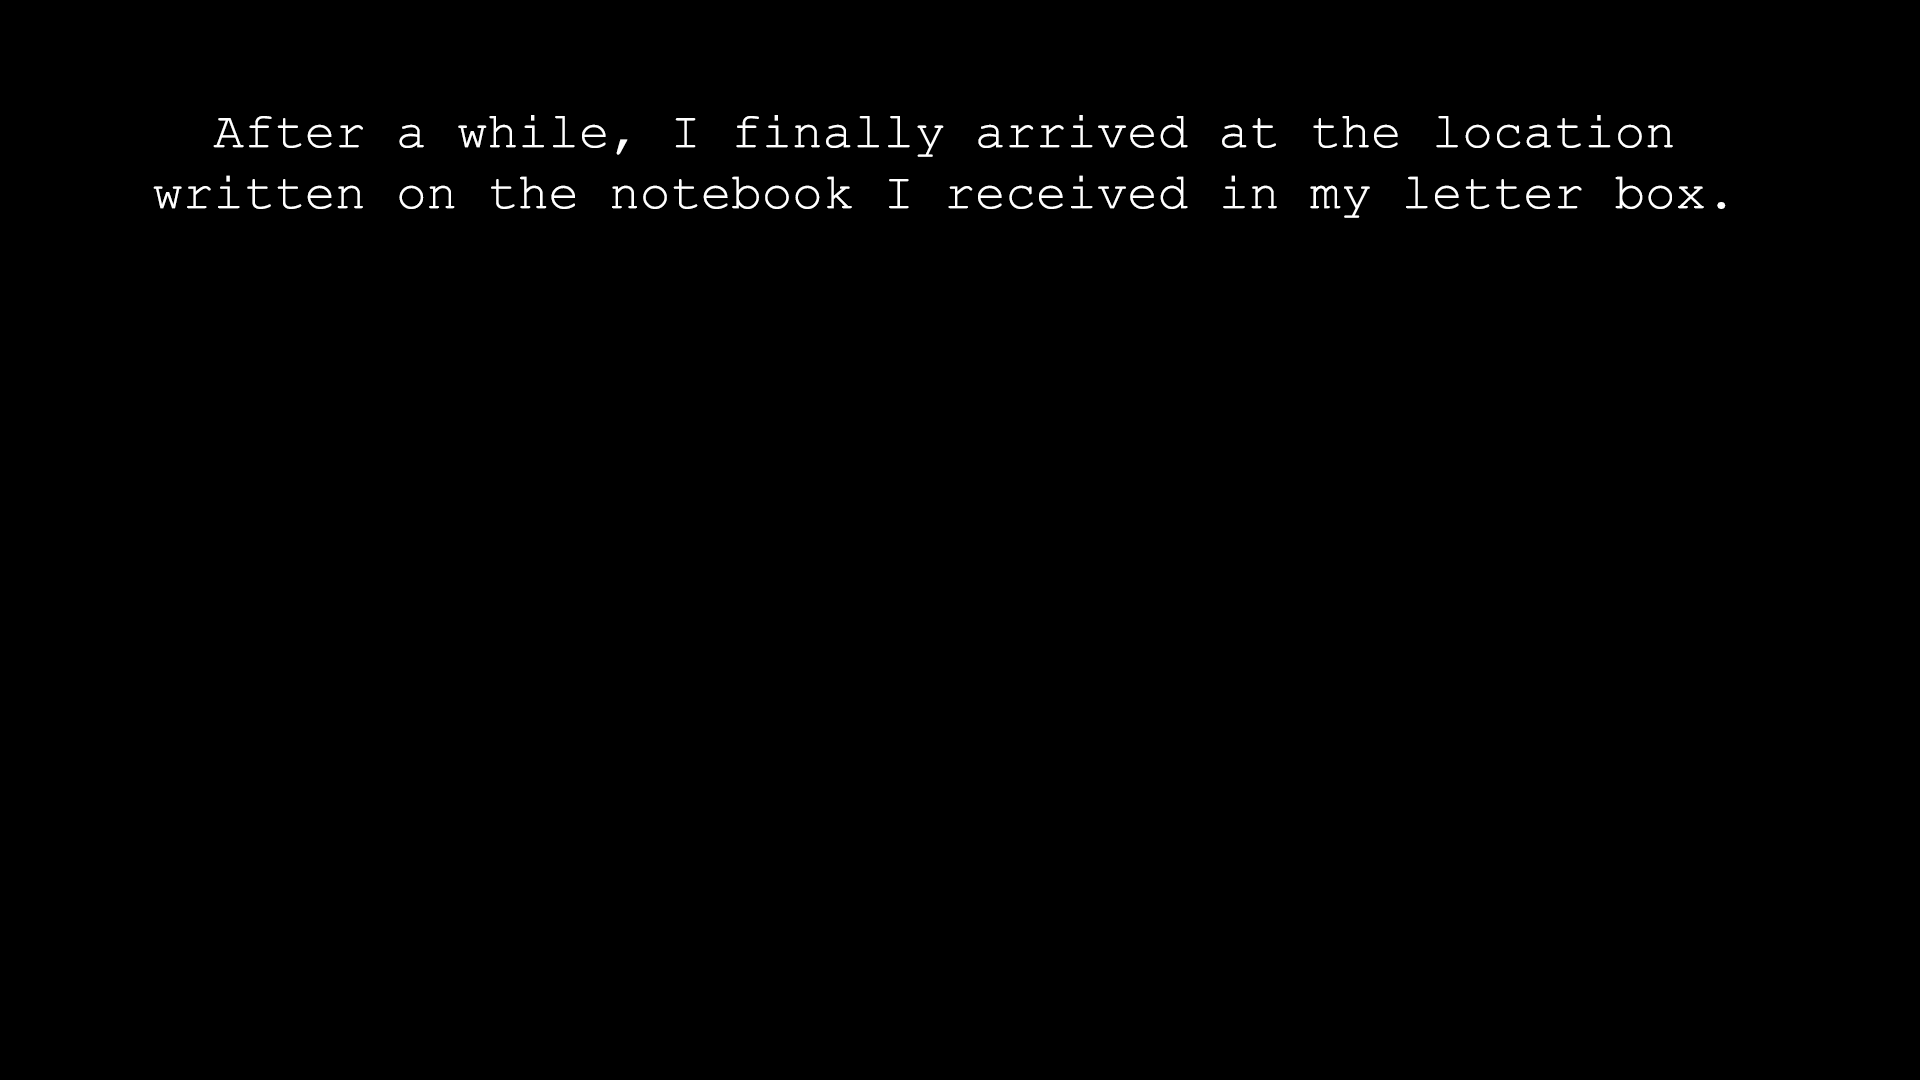 After a while, I finally arrived at the location
written on the notebook I received in my letter box.